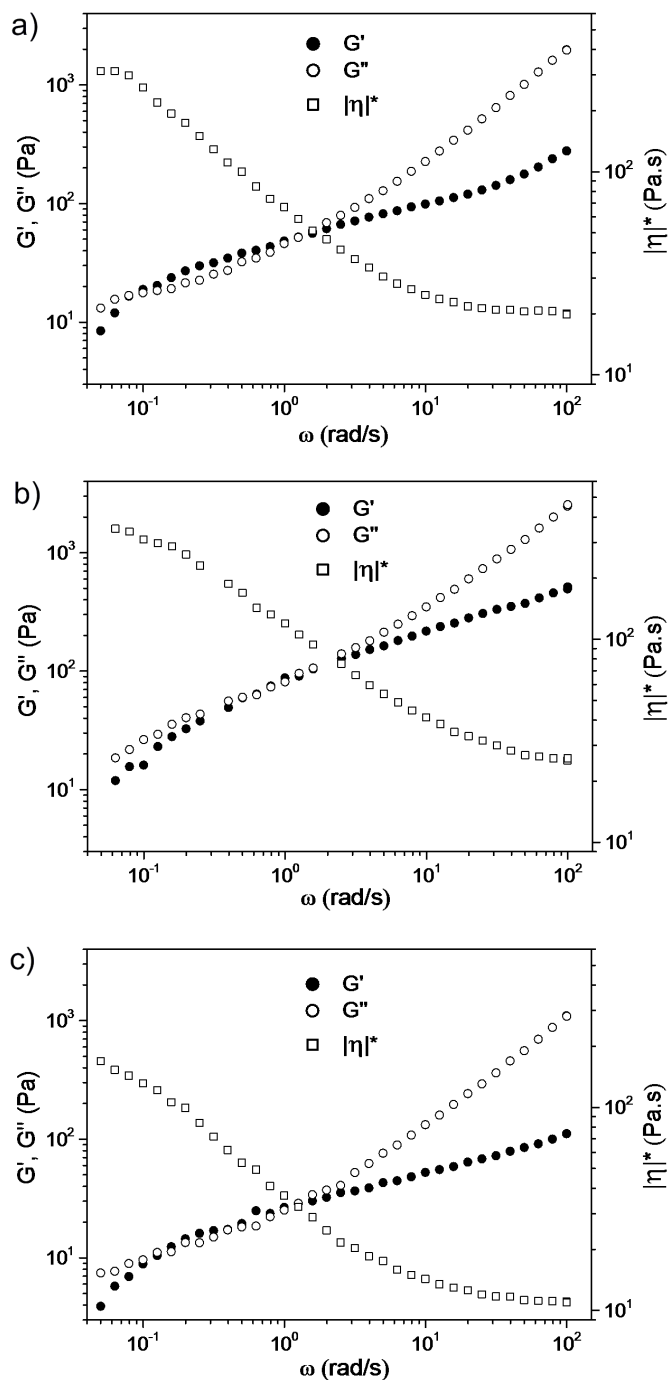 a)
G'
G"
|η|*
10³
10²
10¹
G', G" (Pa)
10²
10¹
|η|* (Pa.s)
10⁻¹
10⁰
10¹
10²
ω (rad/s)
b)
G'
G"
|η|*
10³
10²
10¹
G', G" (Pa)
10²
10¹
|η|* (Pa.s)
10⁻¹
10⁰
10¹
10²
ω (rad/s)
c)
G'
G"
|η|*
10³
10²
10¹
G', G" (Pa)
10²
10¹
|η|* (Pa.s)
10⁻¹
10⁰
10¹
10²
ω (rad/s)